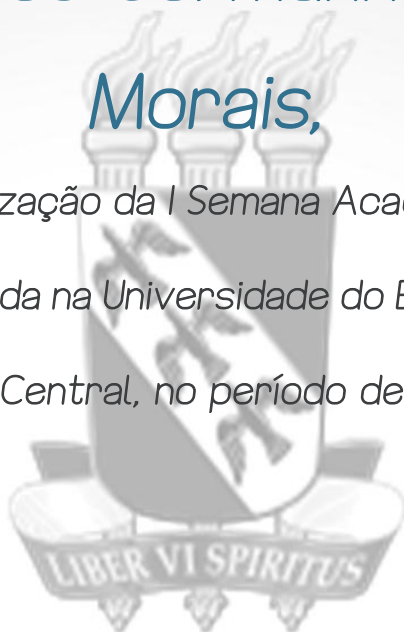 Morais,
zação da I Semana Aca
da na Universidade do E
Central, no período de
LIBER VI SPIRITUS